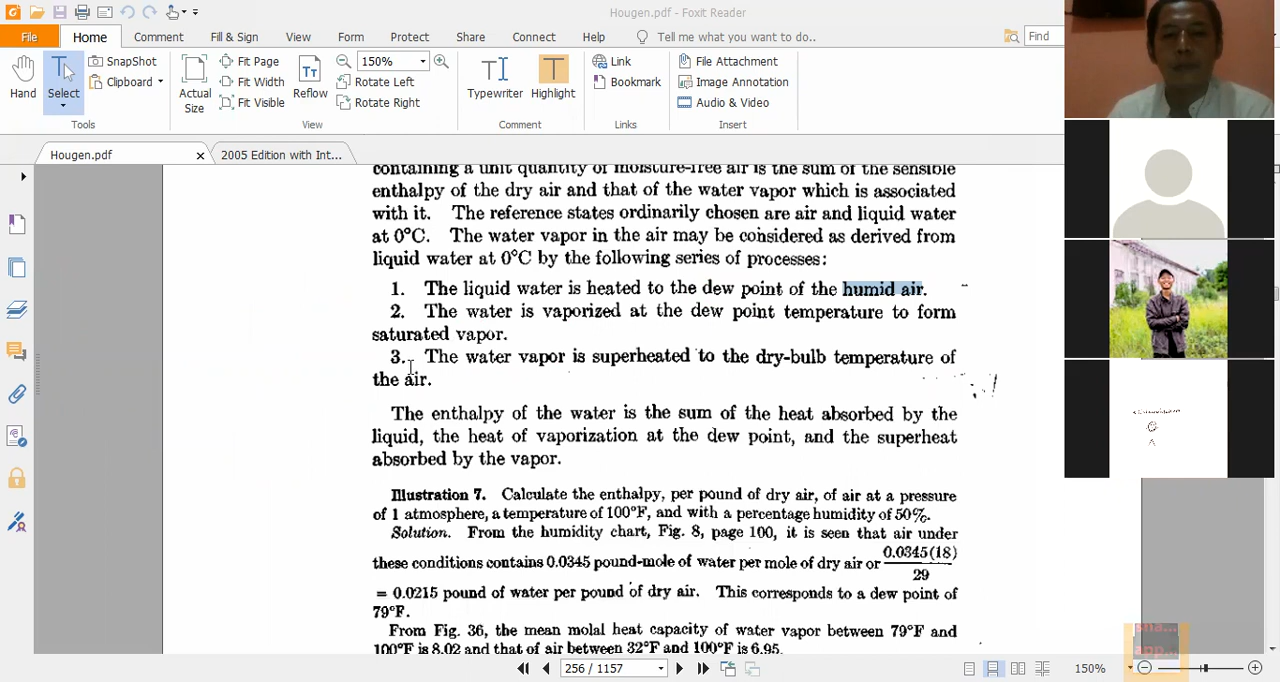 Hougen.pdf - Foxit Reader
File Home Comment Fill & Sign View Form Protect Share Connect Help Tell me what you want to do.. Find
Hand Select SnapShot Clipboard Actual Size Fit Page Fit Width Fit Visible Reflow 150% Rotate Left Rotate Right Typewriter Highlight Link Bookmark File Attachment Image Annotation Audio & Video
Tools View Comment Links Insert
Hougen.pdf 2005 Edition with Int...
containing a unit quantity of moisture-free air is the sum of the sensible
enthalpy of the dry air and that of the water vapor which is associated
with it. The reference states ordinarily chosen are air and liquid water
at 0°C. The water vapor in the air may be considered as derived from
liquid water at 0°C by the following series of processes:
1. The liquid water is heated to the dew point of the humid air.
2. The water is vaporized at the dew point temperature to form
saturated vapor.
3. The water vapor is superheated to the dry-bulb temperature of
the air.
The enthalpy of the water is the sum of the heat absorbed by the
liquid, the heat of vaporization at the dew point, and the superheat
absorbed by the vapor.
Illustration 7. Calculate the enthalpy, per pound of dry air, of air at a pressure
of 1 atmosphere, a temperature of 100°F, and with a percentage humidity of 50%.
Solution. From the humidity chart, Fig. 8, page 100, it is seen that air under
these conditions contains 0.0345 pound-mole of water per mole of dry air or 0.0345(18)
29
= 0.0215 pound of water per pound of dry air. This corresponds to a dew point of
79°F.
From Fig. 36, the mean molal heat capacity of water vapor between 79°F and
100°F is 8.02 and that of air between 32°F and 100°F is 6.95.
256 / 1157 150%